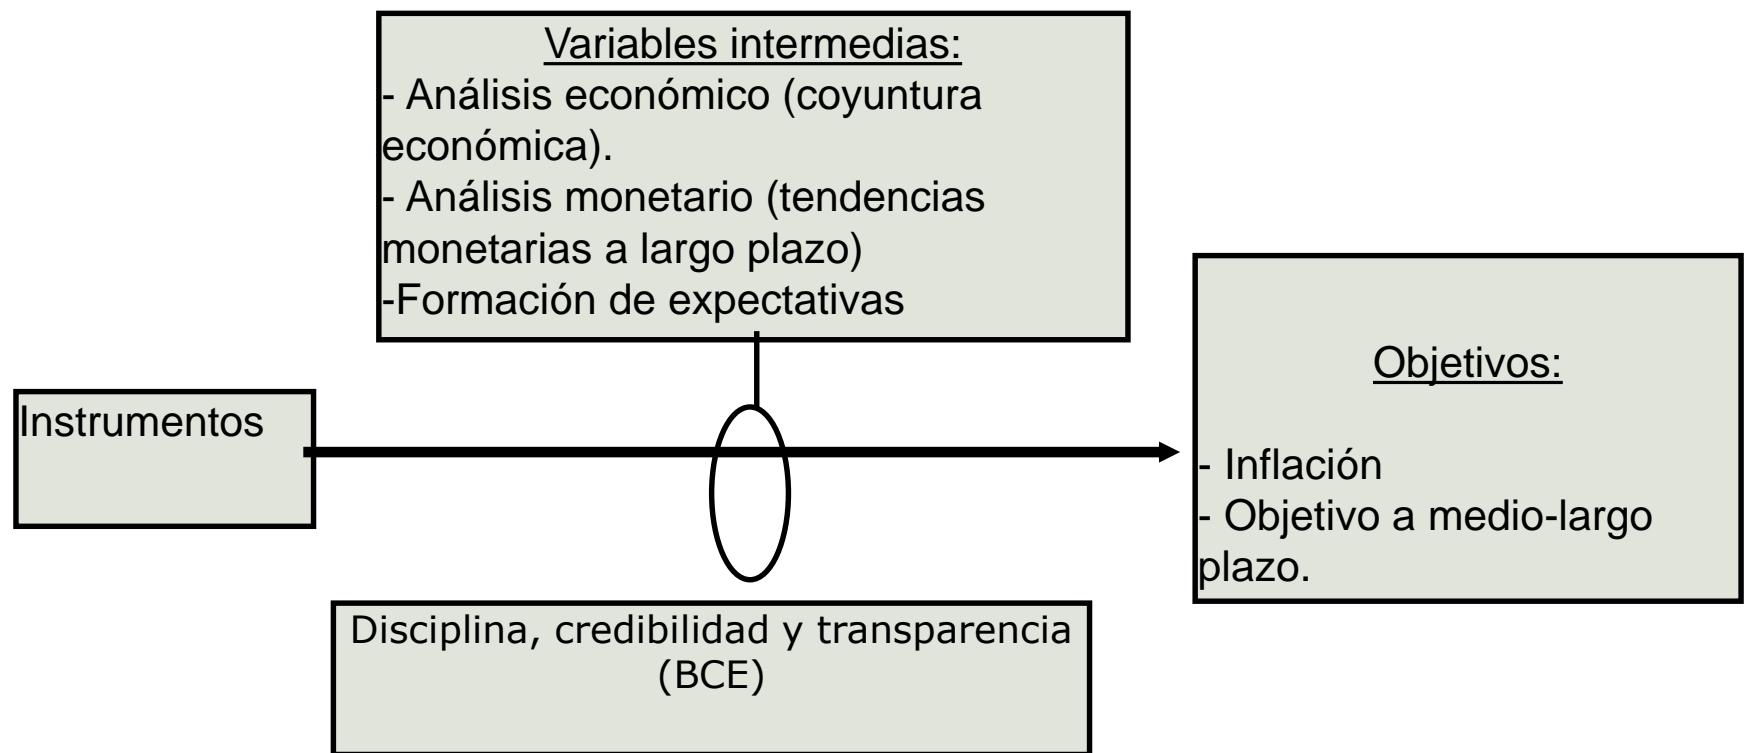 Variables intermedias:
- Análisis económico (coyuntura
económica).
- Análisis monetario (tendencias
monetarias a largo plazo)
-Formación de expectativas
Instrumentos
Objetivos:
- Inflación
- Objetivo a medio-largo
plazo.
Disciplina, credibilidad y transparencia
(BCE)